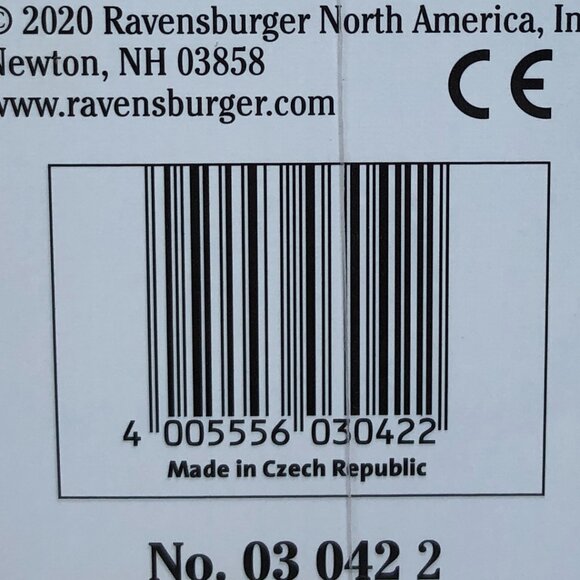 © 2020 Ravensburger North America, In
Newton, NH 03858
www.ravensburger.com
CE
4 005556 030422
Made in Czech Republic
No. 03 042 2